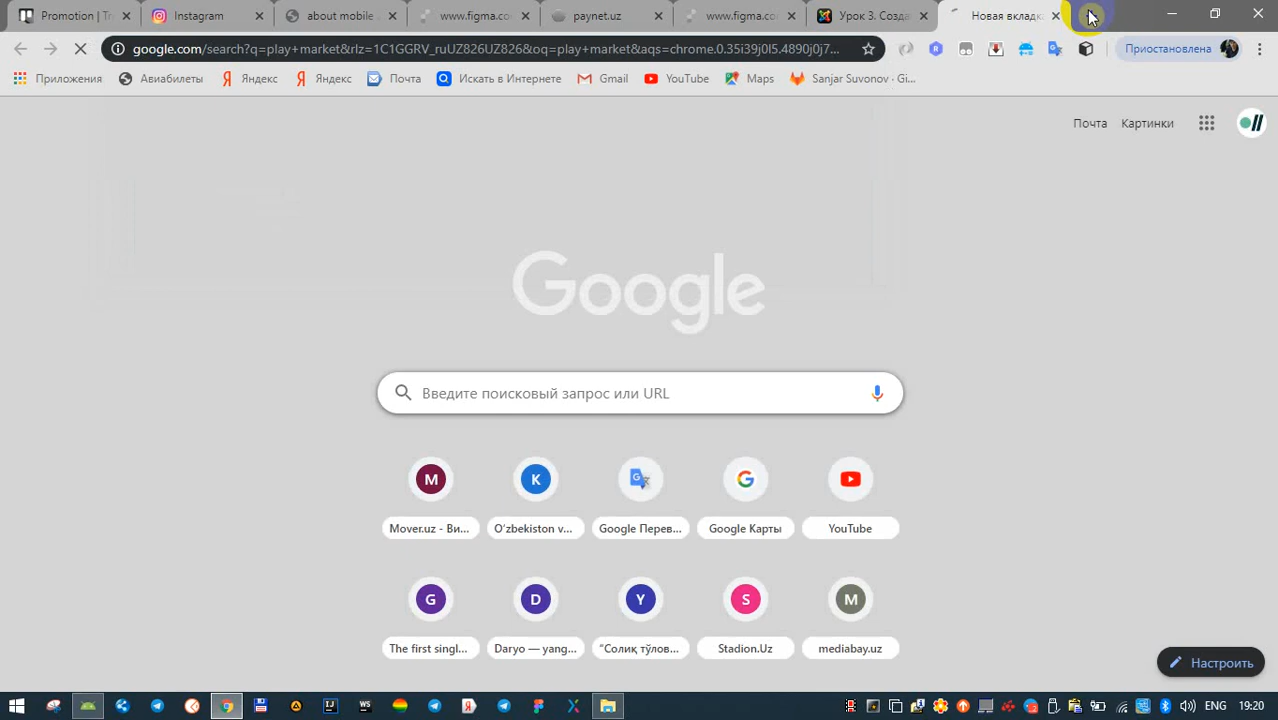 Promotion | Tr
Instagram
about mobile
www.figma.co
paynet.uz
www.figma.co
Урок 3. Созда
Новая вкладк
google.com/search?q=play+market&rlz=1C1GGRV_ruUZ826UZ826&oq=play+market&aqs=chrome.0.35i39j0l5.4890j0j7...
Приостановлена
Приложения
Авиабилеты
Яндекс
Яндекс
Почта
Искать в Интернете
Gmail
YouTube
Maps
Sanjar Suvonov · Gi...
Почта
Картинки
Google
Введите поисковый запрос или URL
M
K
Mover.uz - Ви...
O‘zbekiston v...
Google Перев...
Google Карты
YouTube
G
D
Y
S
M
The first singl...
Daryo — yang...
“Солиқ тўлов...
Stadion.Uz
mediabay.uz
Настроить
ENG
19:20